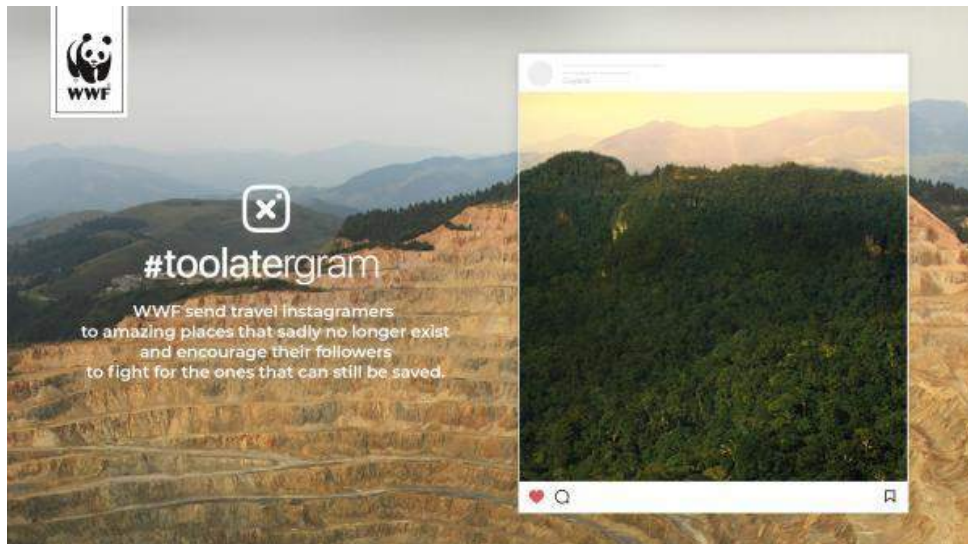 WWF
#toolatergram
WWF send travel instagramers
to amazing places that sadly no longer exist
and encourage their followers
to fight for the ones that can still be saved.